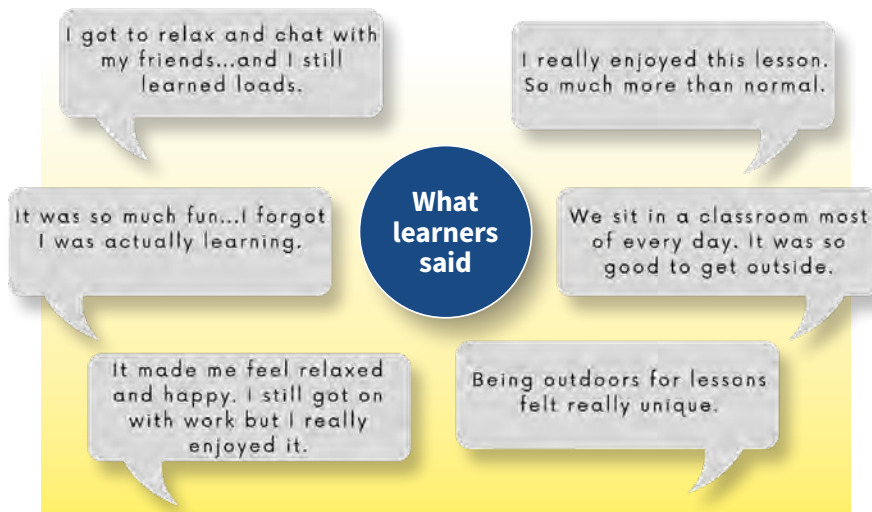 I got to relax and chat with
my friends...and I still
learned loads.
I really enjoyed this lesson.
So much more than normal.
It was so much fun...I forgot
I was actually learning.
What
learners
said
We sit in a classroom most
of every day. It was so
good to get outside.
It made me feel relaxed
and happy. I still got on
with work but I really
enjoyed it.
Being outdoors for lessons
felt really unique.